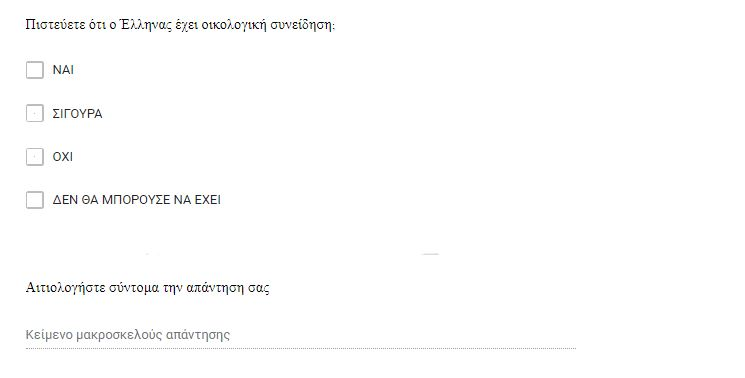 Πιστεύετε ότι ο Έλληνας έχει οικολογική συνείδηση;
ΝΑΙ
ΣΙΓΟΥΡΑ
ΟΧΙ
ΔΕΝ ΘΑ ΜΠΟΡΟΥΣΕ ΝΑ ΕΧΕΙ
Αιτιολογήστε σύντομα την απάντηση σας
Κείμενο μακροσκελούς απάντησης